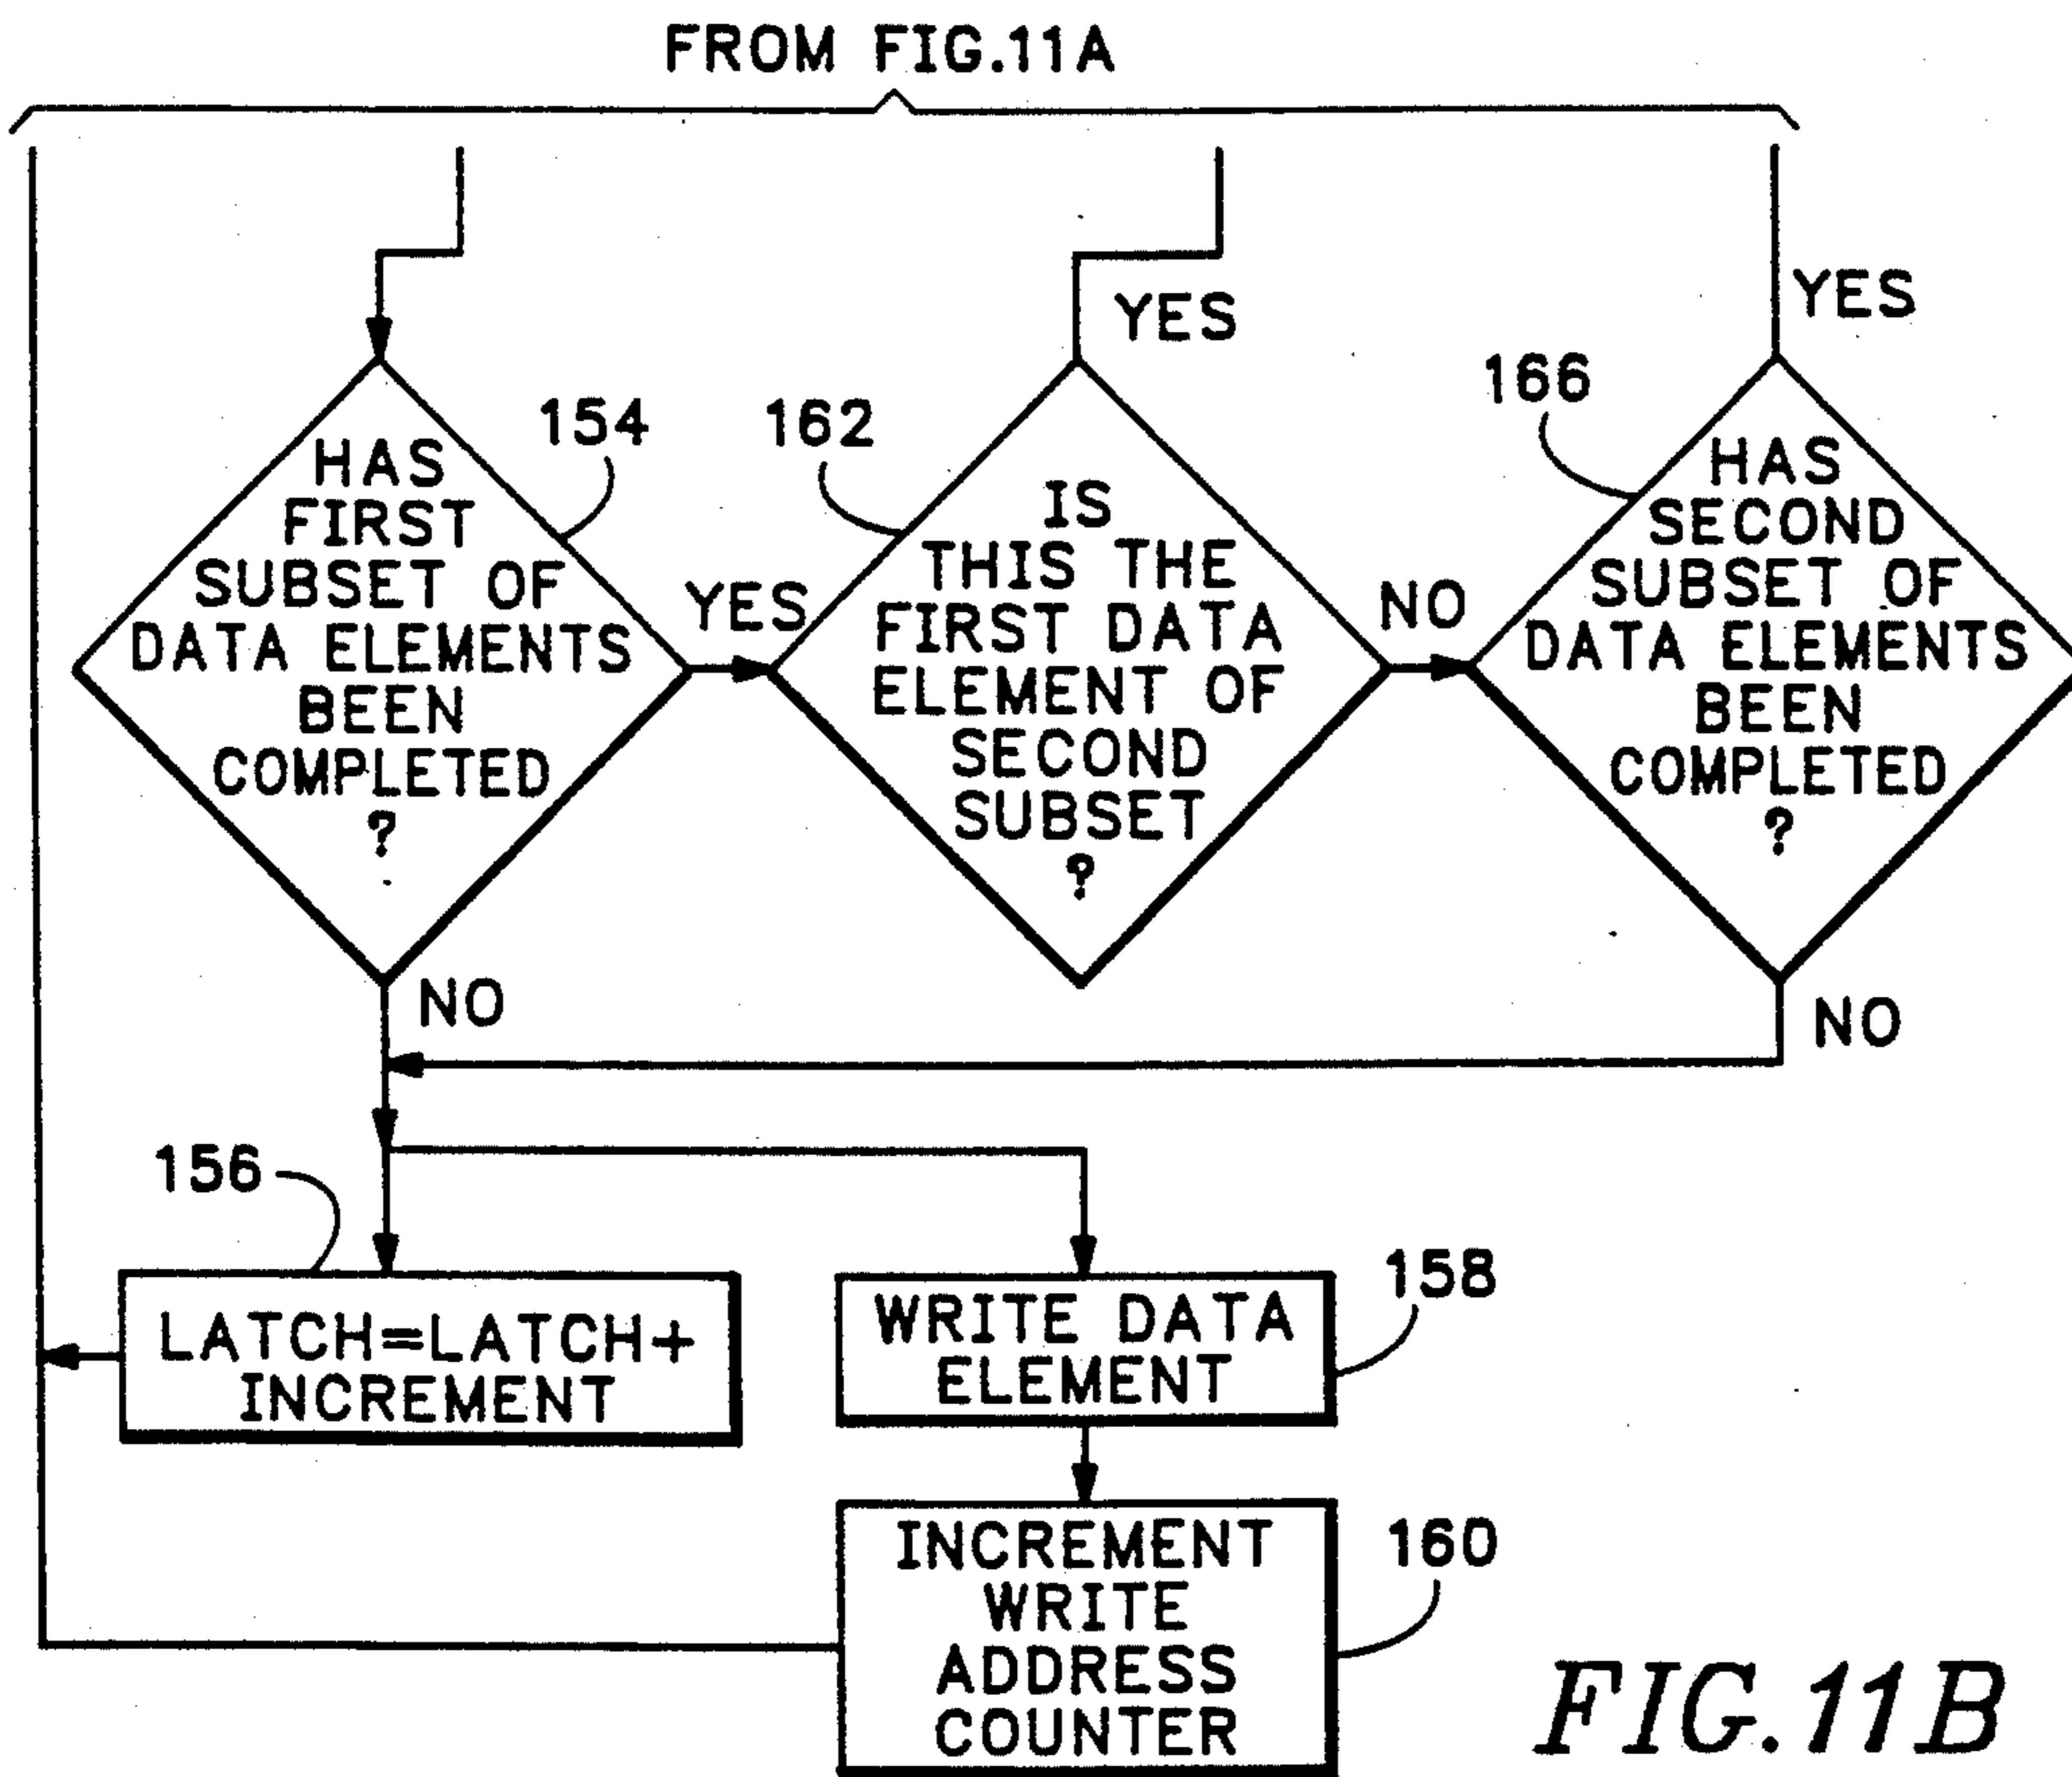 FROM FIG.11A
YES
YES
154
162
166
HAS
FIRST
SUBSET OF
DATA ELEMENTS
BEEN
COMPLETED
?
YES
IS
THIS THE
FIRST DATA
ELEMENT OF
SECOND
SUBSET
?
NO
HAS
SECOND
SUBSET OF
DATA ELEMENTS
BEEN
COMPLETED
?
NO
NO
156
LATCH=LATCH+
INCREMENT
WRITE DATA
ELEMENT
158
INCREMENT
WRITE
ADDRESS
COUNTER
160
FIG.11B